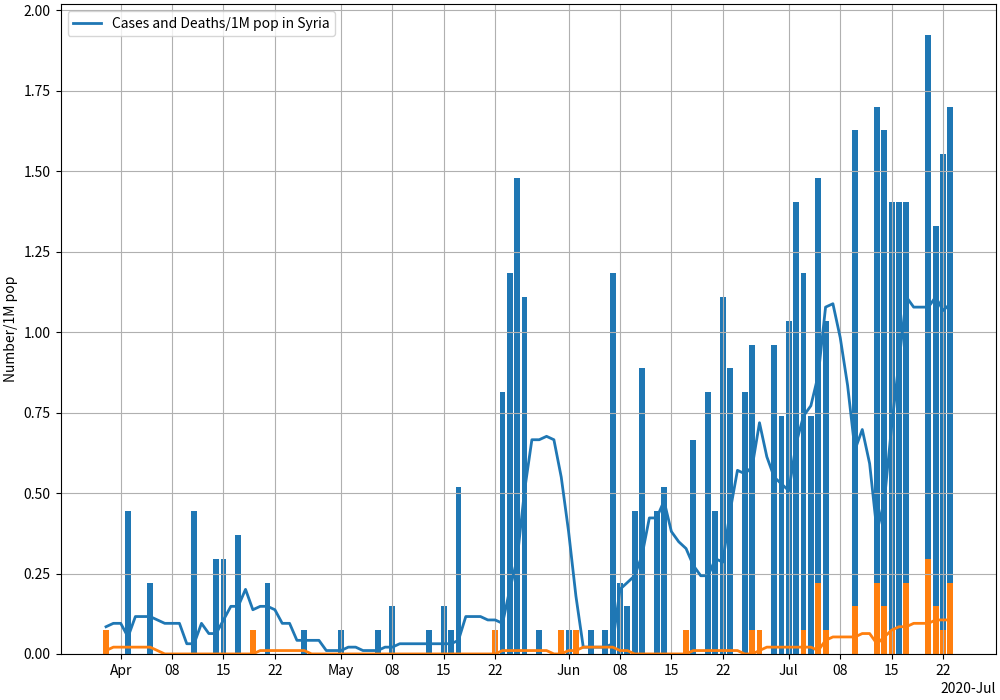 2.00
Cases and Deaths/1M pop in Syria
1.75
1.50
1.25
1.00
0.75
0.50
0.25
0.00
Number/1M pop
Apr 08 15 22 May 08 15 22 Jun 08 15 22 Jul 08 15 22
2020-Jul